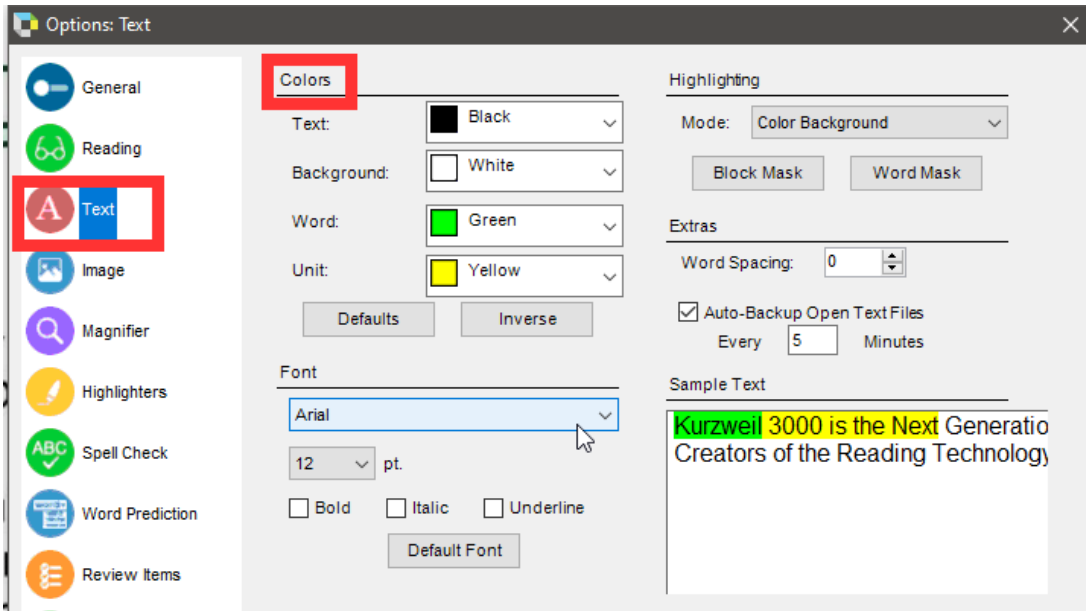 Options: Text
General
Reading
Text
Image
Magnifier
Highlighters
ABC
Spell Check
Word Prediction
Review Items
Colors
Text: Black
Background: White
Word: Green
Unit: Yellow
Defaults Inverse
Font
Arial
12 pt.
Bold Italic Underline
Default Font
Highlighting
Mode: Color Background
Block Mask Word Mask
Extras
Word Spacing: 0
Auto-Backup Open Text Files
Every 5 Minutes
Sample Text
Kurzweil 3000 is the Next Generatio
Creators of the Reading Technology